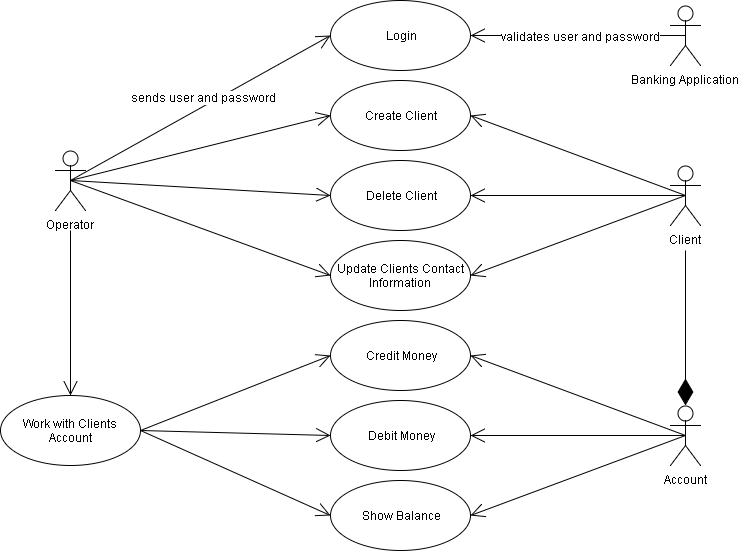 Login
validates user and password
Banking Application
sends user and password
Create Client
Delete Client
Operator
Client
Update Clients Contact
Information
Credit Money
Work with Clients
Account
Debit Money
Account
Show Balance